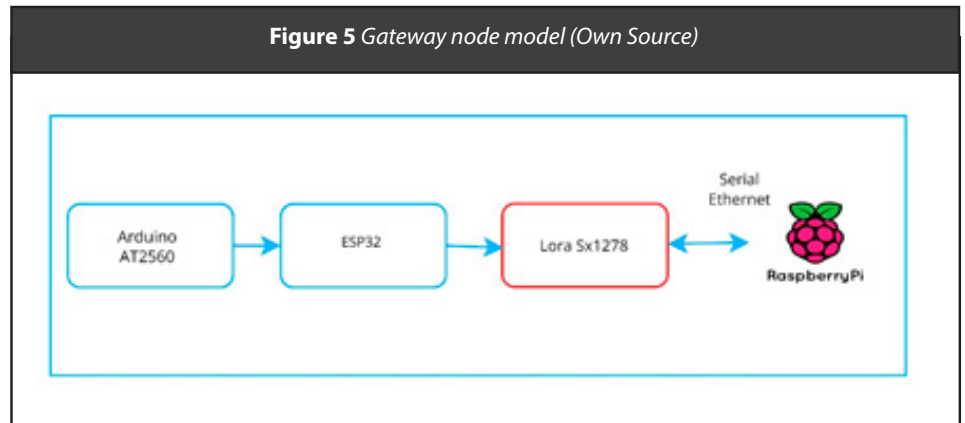 Figure 5 Gateway node model (Own Source)
Arduino
AT2560
ESP32
Lora Sx1278
Serial
Ethernet
RaspberryPi